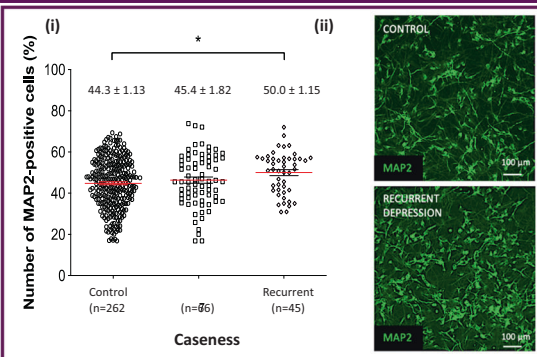 (i)
(ii)
*
Number of MAP2-positive cells (%)
44.3 ± 1.13
45.4 ± 1.82
50.0 ± 1.15
100
80
60
40
20
0
Control
Recurrent
(n=262
(n=45)
Caseness
CONTROL
MAP2
100 µm
RECURRENT
DEPRESSION
MAP2
100 µm